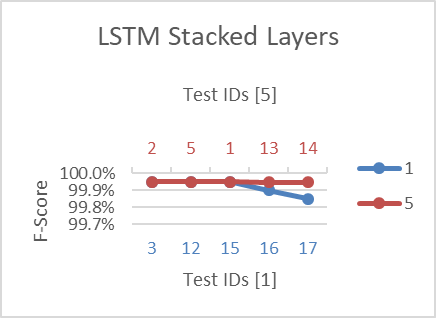 LSTM Stacked Layers
Test IDs [5]
2 5 1 13 14
100.0%
99.9%
99.8%
99.7%
F-Score
3 12 15 16 17
Test IDs [1]
1
5